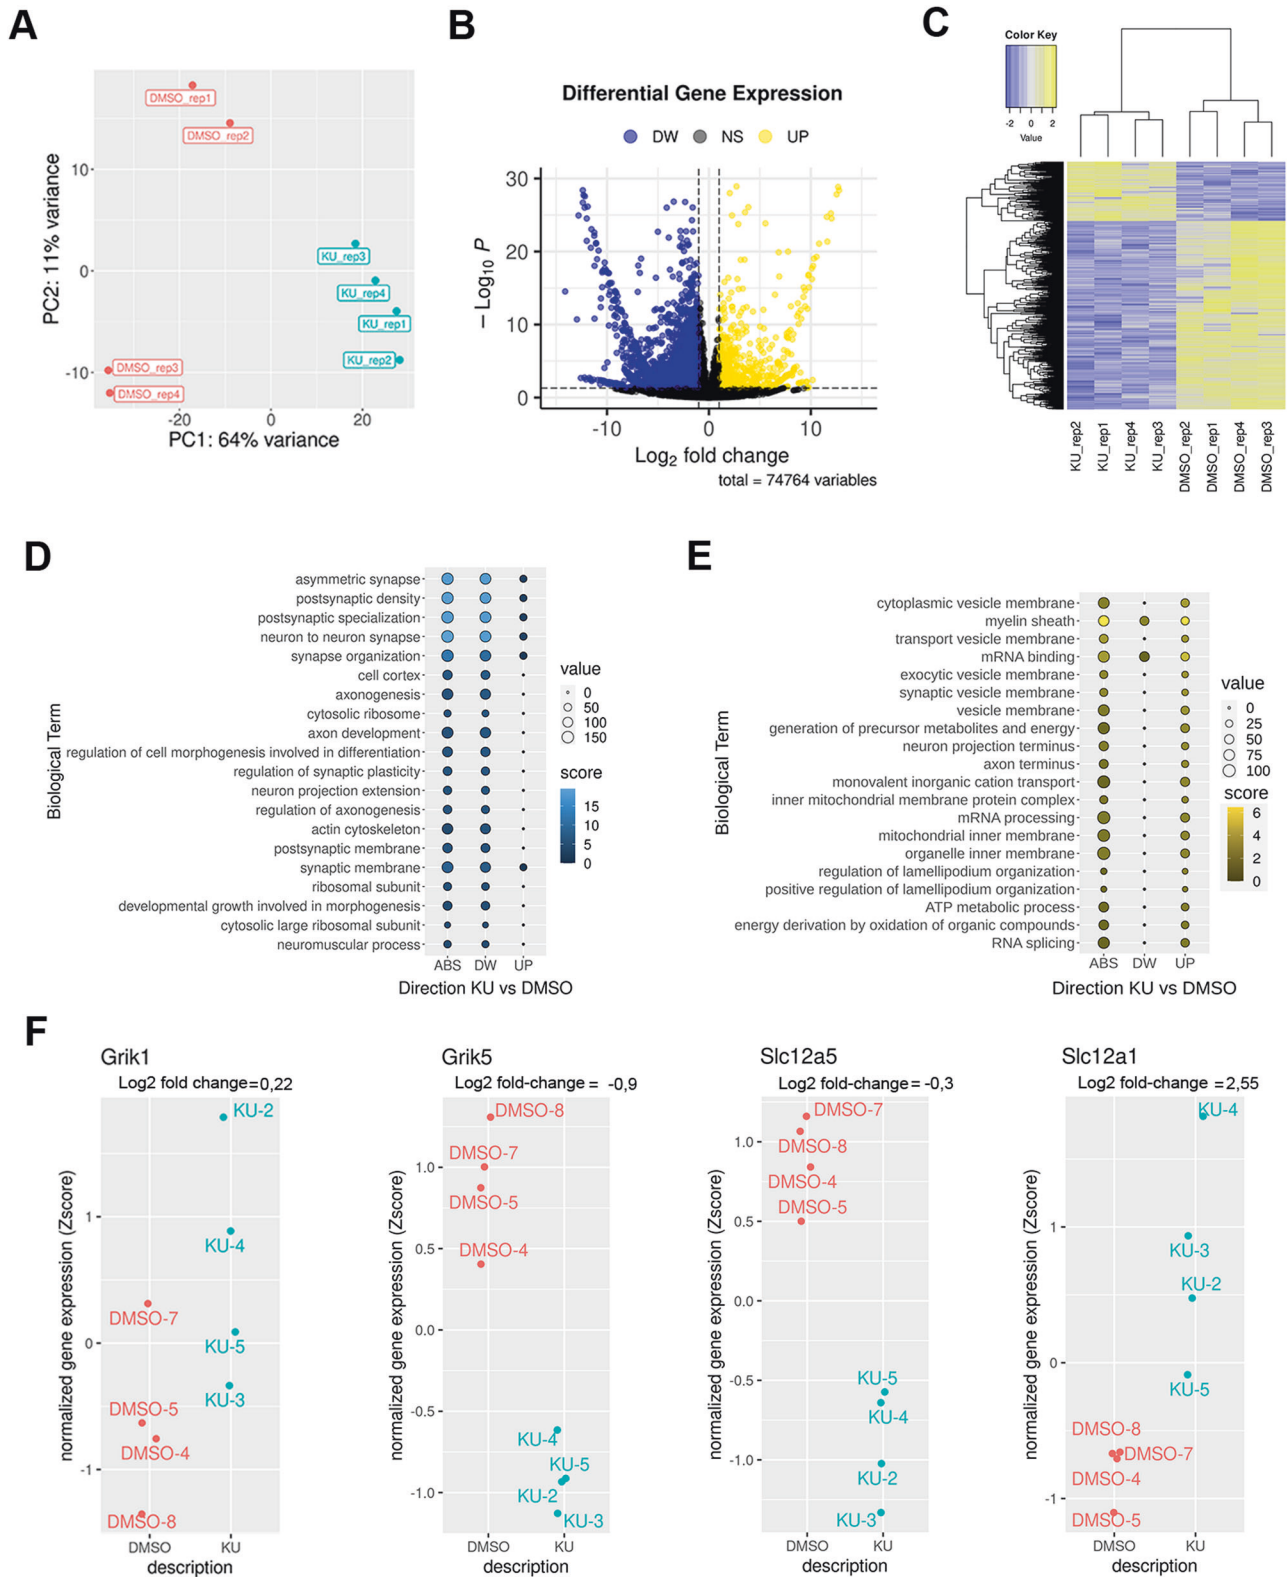 A
DMSO_rep1
DMSO_rep2
KU_rep3
KU_rep4
KU_rep1
KU_rep2
DMSO_rep3
DMSO_rep4
10
0
-10
-20
0
20
PC2: 11% variance
PC1: 64% variance
B
Differential Gene Expression
DW NS UP
30
20
10
0
-10
0
10
– Log10 P
Log2 fold change
total = 74764 variables
C
Color Key
-2 0 2
Value
KU_rep2
KU_rep1
KU_rep4
KU_rep3
DMSO_rep2
DMSO_rep1
DMSO_rep4
DMSO_rep3
D
Biological Term
asymmetric synapse
postsynaptic density
postsynaptic specialization
neuron to neuron synapse
synapse organization
cell cortex
axonogenesis
cytosolic ribosome
axon development
regulation of cell morphogenesis involved in differentiation
regulation of synaptic plasticity
neuron projection extension
regulation of axonogenesis
actin cytoskeleton
postsynaptic membrane
synaptic membrane
ribosomal subunit
developmental growth involved in morphogenesis
cytosolic large ribosomal subunit
neuromuscular process
ABS DW UP
Direction KU vs DMSO
value
0
50
100
150
score
15
10
5
0
E
Biological Term
cytoplasmic vesicle membrane
myelin sheath
transport vesicle membrane
mRNA binding
exocytic vesicle membrane
synaptic vesicle membrane
vesicle membrane
generation of precursor metabolites and energy
neuron projection terminus
axon terminus
monovalent inorganic cation transport
inner mitochondrial membrane protein complex
mRNA processing
mitochondrial inner membrane
organelle inner membrane
regulation of lamellipodium organization
positive regulation of lamellipodium organization
ATP metabolic process
energy derivation by oxidation of organic compounds
RNA splicing
ABS DW UP
Direction KU vs DMSO
value
0
25
50
75
100
score
6
4
2
0
F
Grik1
Log2 fold change=0,22
KU-2
KU-4
DMSO-7
KU-5
KU-3
DMSO-5
DMSO-4
DMSO-8
1
0
-1
normalized gene expression (Zscore)
DMSO KU
description
Grik5
Log2 fold-change = -0,9
DMSO-8
DMSO-7
DMSO-5
DMSO-4
KU-4
KU-5
KU-2
KU-3
1.0
0.5
0.0
-0.5
-1.0
normalized gene expression (Zscore)
DMSO KU
description
Slc12a5
Log2 fold-change = -0,3
DMSO-7
DMSO-8
DMSO-4
DMSO-5
KU-5
KU-4
KU-2
KU-3
1.0
0.5
0.0
-0.5
-1.0
normalized gene expression (Zscore)
DMSO KU
description
Slc12a1
Log2 fold-change = 2,55
KU-4
KU-3
KU-2
KU-5
DMSO-8
DMSO-7
DMSO-4
DMSO-5
1
0
-1
normalized gene expression (Zscore)
DMSO KU
description